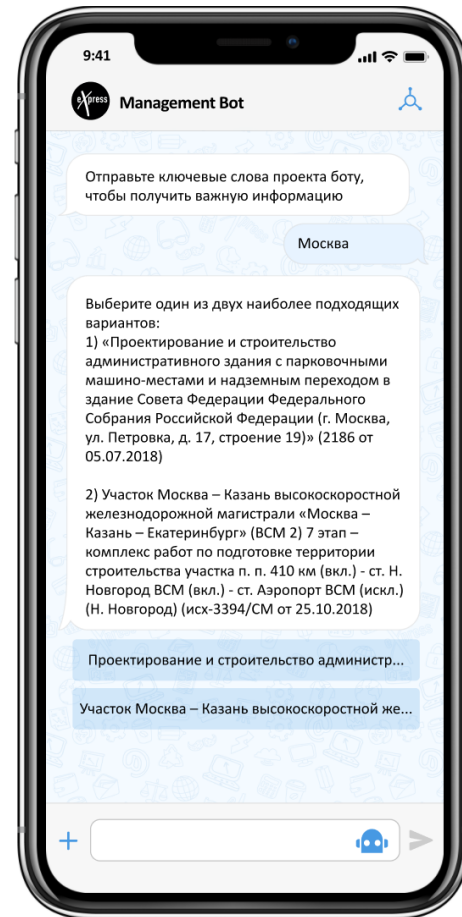 9:41
eXpress
Management Bot
Отправьте ключевые слова проекта боту,
чтобы получить важную информацию
Москва
Выберите один из двух наиболее подходящих
вариантов:
1) «Проектирование и строительство
административного здания с парковочными
машино-местами и надземным переходом в
здание Совета Федерации Федерального
Собрания Российской Федерации (г. Москва,
ул. Петровка, д. 17, строение 19)» (2186 от
05.07.2018)
2) Участок Москва – Казань высокоскоростной
железнодорожной магистрали «Москва –
Казань – Екатеринбург» (ВСМ 2) 7 этап –
комплекс работ по подготовке территории
строительства участка п. п. 410 км (вкл.) - ст. Н.
Новгород ВСМ (вкл.) - ст. Аэропорт ВСМ (искл.)
(Н. Новгород) (исх-3394/СМ от 25.10.2018)
Проектирование и строительство администр...
Участок Москва – Казань высокоскоростной же...